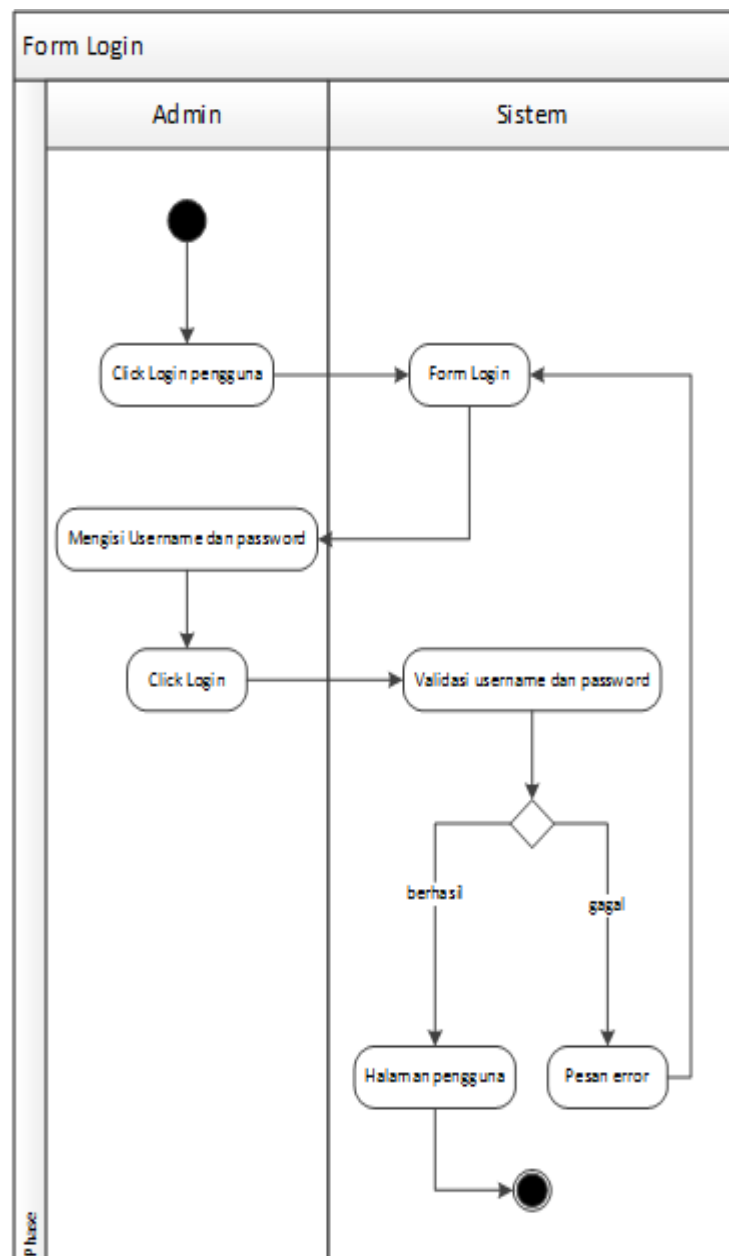 Form Login
Admin
Sistem
Click Login pengguna
Form Login
Mengisi Username dan password
Click Login
Validasi username dan password
berhasil
gagal
Halaman pengguna
Pesan error
Phase